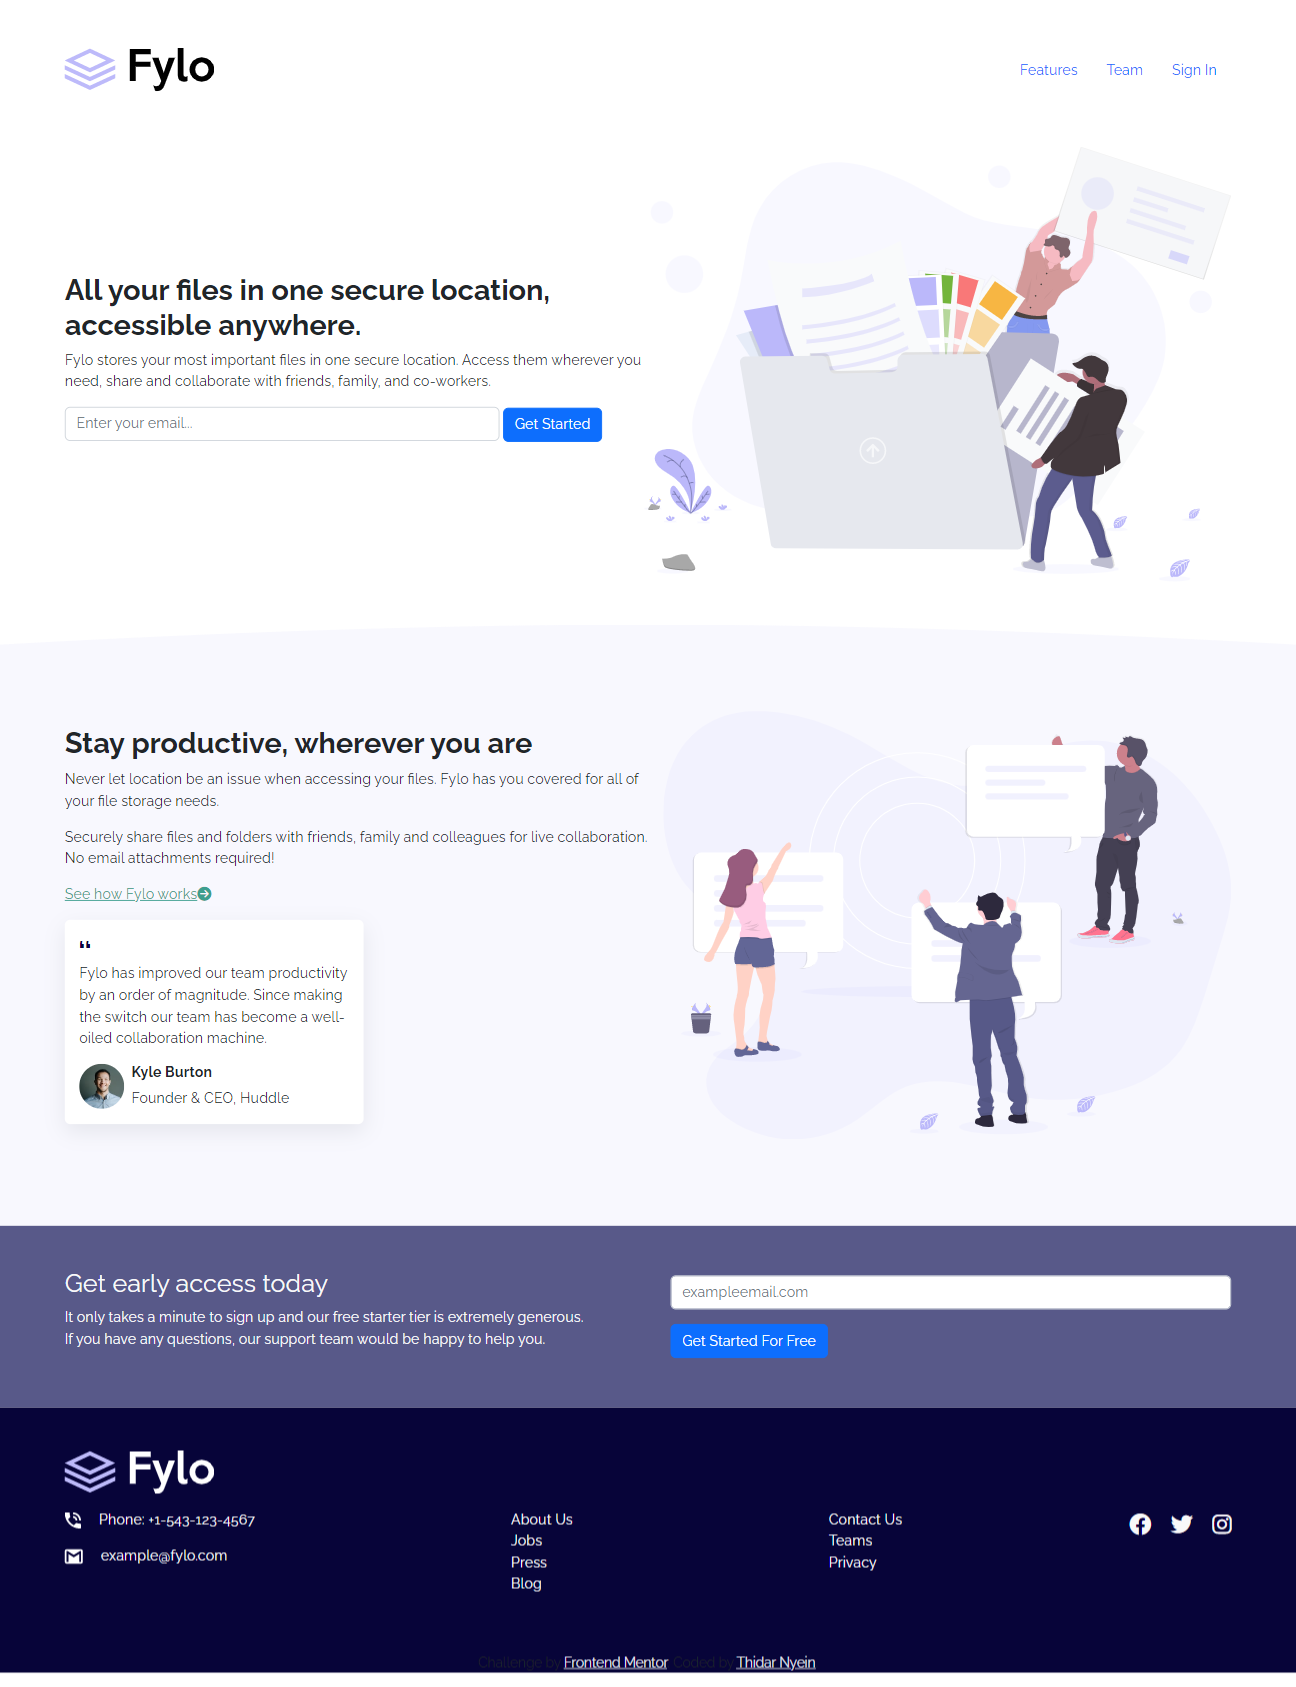 Fylo
Features Team Sign In
All your files in one secure location,
accessible anywhere.
Fylo stores your most important files in one secure location. Access them wherever you
need, share and collaborate with friends, family, and co-workers.
Enter your email...
Get Started
Stay productive, wherever you are
Never let location be an issue when accessing your files. Fylo has you covered for all of
your file storage needs.
Securely share files and folders with friends, family and colleagues for live collaboration.
No email attachments required!
See how Fylo works
“
Fylo has improved our team productivity
by an order of magnitude. Since making
the switch our team has become a well-
oiled collaboration machine.
Kyle Burton
Founder & CEO, Huddle
Get early access today
It only takes a minute to sign up and our free starter tier is extremely generous.
If you have any questions, our support team would be happy to help you.
exampleemail.com
Get Started For Free
Fylo
Phone: +1-543-123-4567
example@fylo.com
About Us
Jobs
Press
Blog
Contact Us
Teams
Privacy
Challenge by Frontend Mentor. Coded by Thidar Nyein